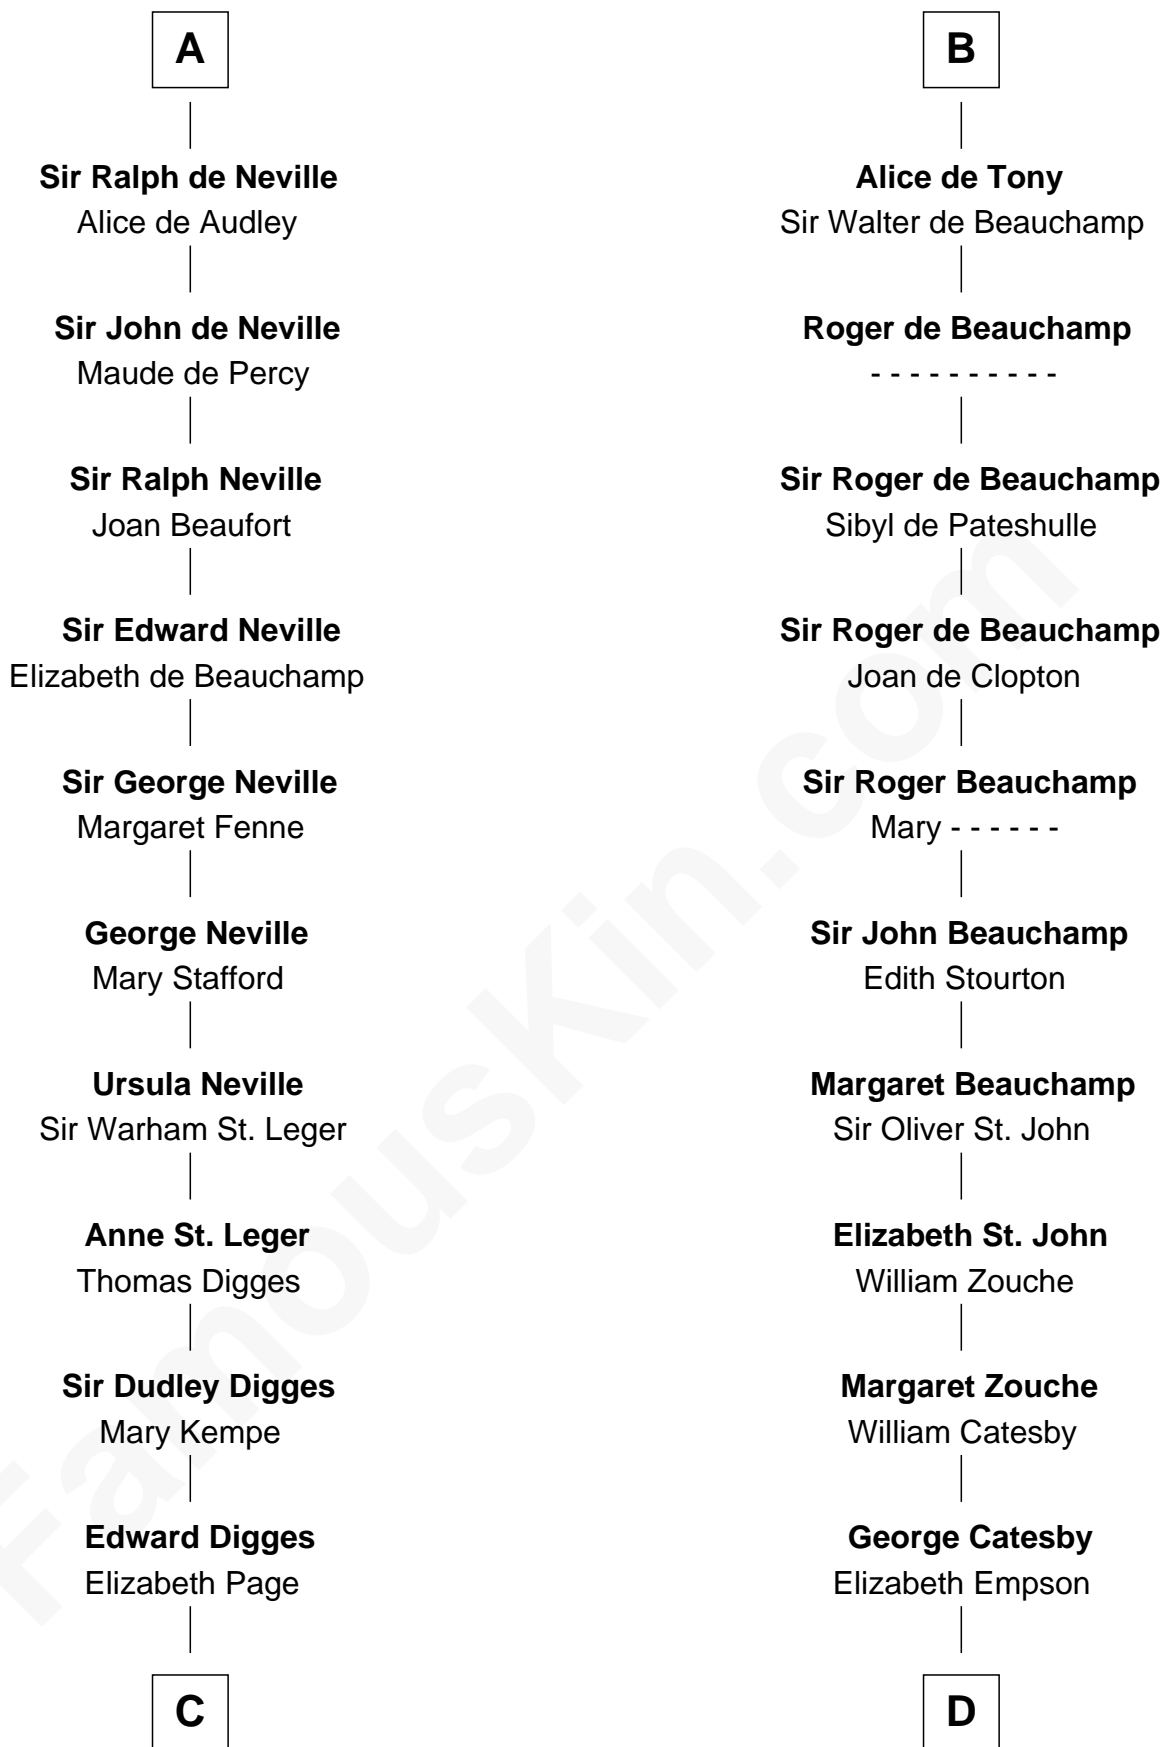 A
Sir Ralph de Neville
Alice de Audley
Sir John de Neville
Maude de Percy
Sir Ralph Neville
Joan Beaufort
Sir Edward Neville
Elizabeth de Beauchamp
Sir George Neville
Margaret Fenne
George Neville
Mary Stafford
Ursula Neville
Sir Warham St. Leger
Anne St. Leger
Thomas Digges
Sir Dudley Digges
Mary Kempe
Edward Digges
Elizabeth Page
C
B
Alice de Tony
Sir Walter de Beauchamp
Roger de Beauchamp
- - - - - - - - - -
Sir Roger de Beauchamp
Sibyl de Pateshulle
Sir Roger de Beauchamp
Joan de Clopton
Sir Roger Beauchamp
Mary - - - - - -
Sir John Beauchamp
Edith Stourton
Margaret Beauchamp
Sir Oliver St. John
Elizabeth St. John
William Zouche
Margaret Zouche
William Catesby
George Catesby
Elizabeth Empson
D
FamousKin.com